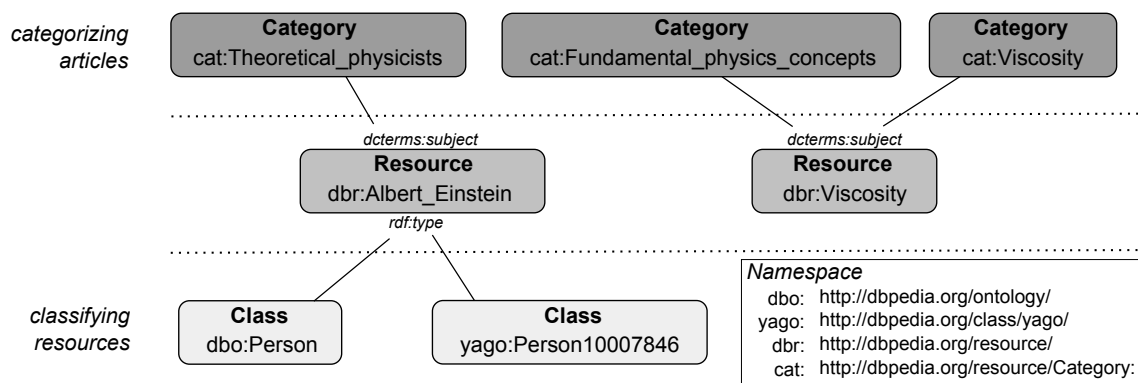 categorizing
articles
Category
cat:Theoretical_physicists
Category
cat:Fundamental_physics_concepts
Category
cat:Viscosity
dcterms:subject
dcterms:subject
Resource
dbr:Albert_Einstein
Resource
dbr:Viscosity
rdf:type
classifying
resources
Class
dbo:Person
Class
yago:Person10007846
Namespace
dbo: http://dbpedia.org/ontology/
yago: http://dbpedia.org/class/yago/
dbr: http://dbpedia.org/resource/
cat: http://dbpedia.org/resource/Category: